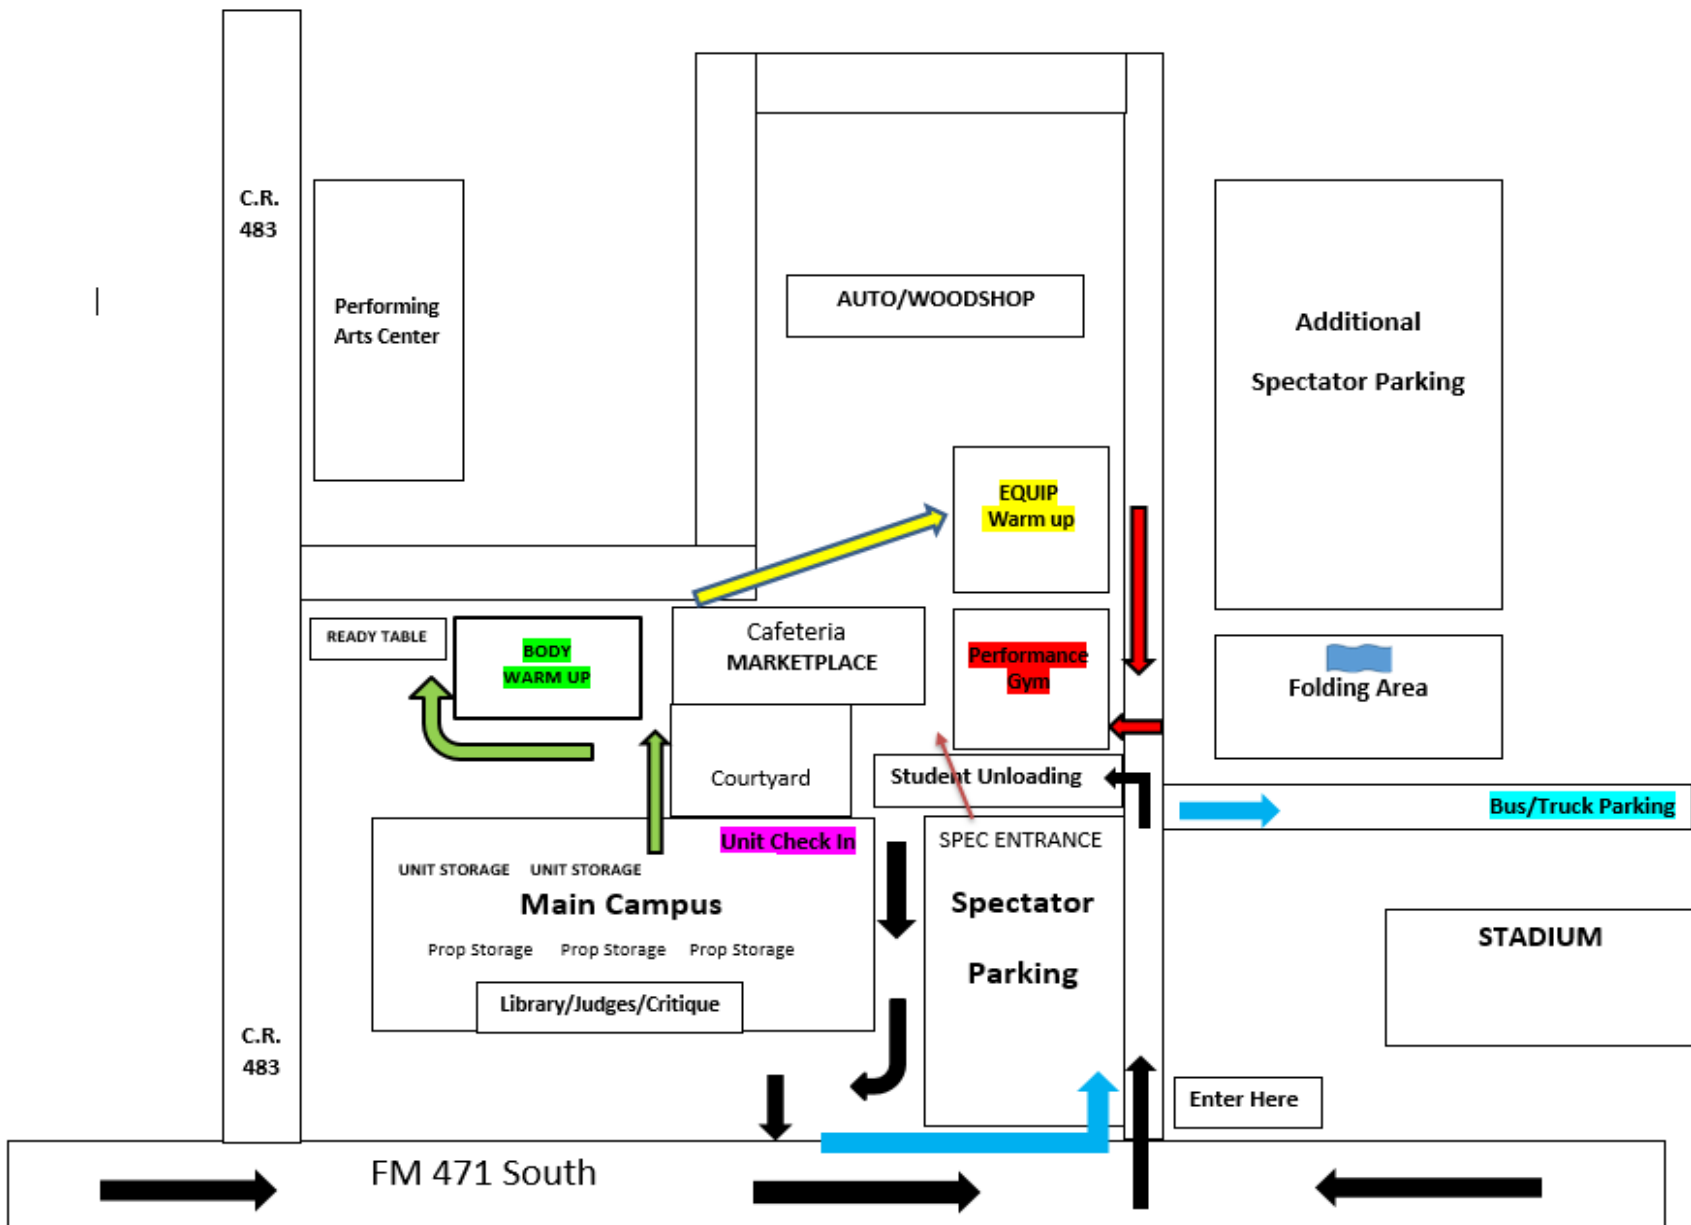 C.R.
483
Performing
Arts Center
AUTO/WOODSHOP
Additional
Spectator Parking
EQUIP
Warm up
READY TABLE
BODY
WARM UP
Cafeteria
MARKETPLACE
Performance
Gym
Folding Area
Courtyard
Student Unloading
Bus/Truck Parking
Unit Check In
SPEC ENTRANCE
UNIT STORAGE UNIT STORAGE
Main Campus
Spectator
Parking
Prop Storage Prop Storage Prop Storage
Library/Judges/Critique
STADIUM
C.R.
483
Enter Here
FM 471 South